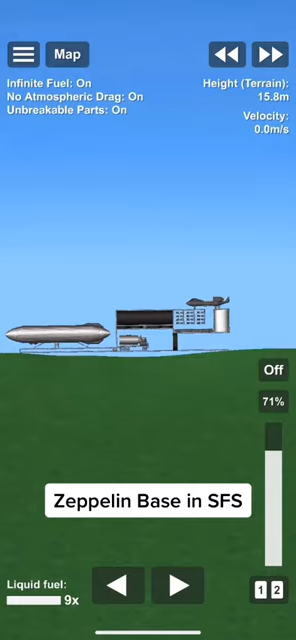 Map
Infinite Fuel: On
No Atmospheric Drag: On
Unbreakable Parts: On
Height (Terrain):
15.8m
Velocity:
0.0m/s
Off
71%
Zeppelin Base in SFS
Liquid fuel:
9x
1 2